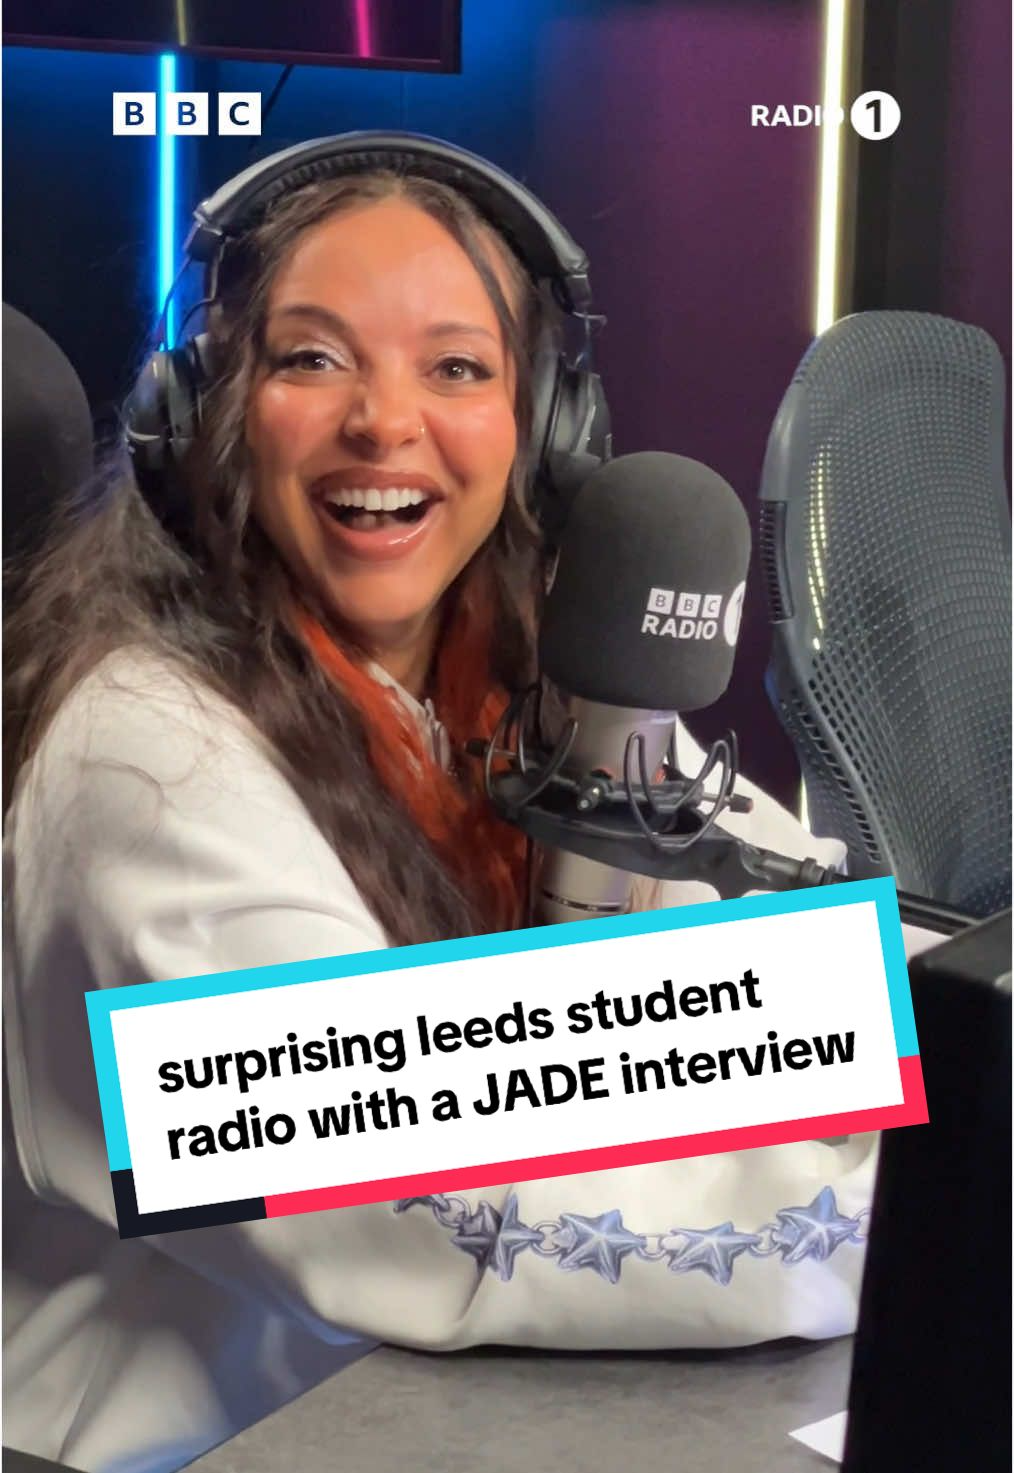 BBC
RADIO 1
BBC
RADIO 1
surprising leeds student
radio with a JADE interview